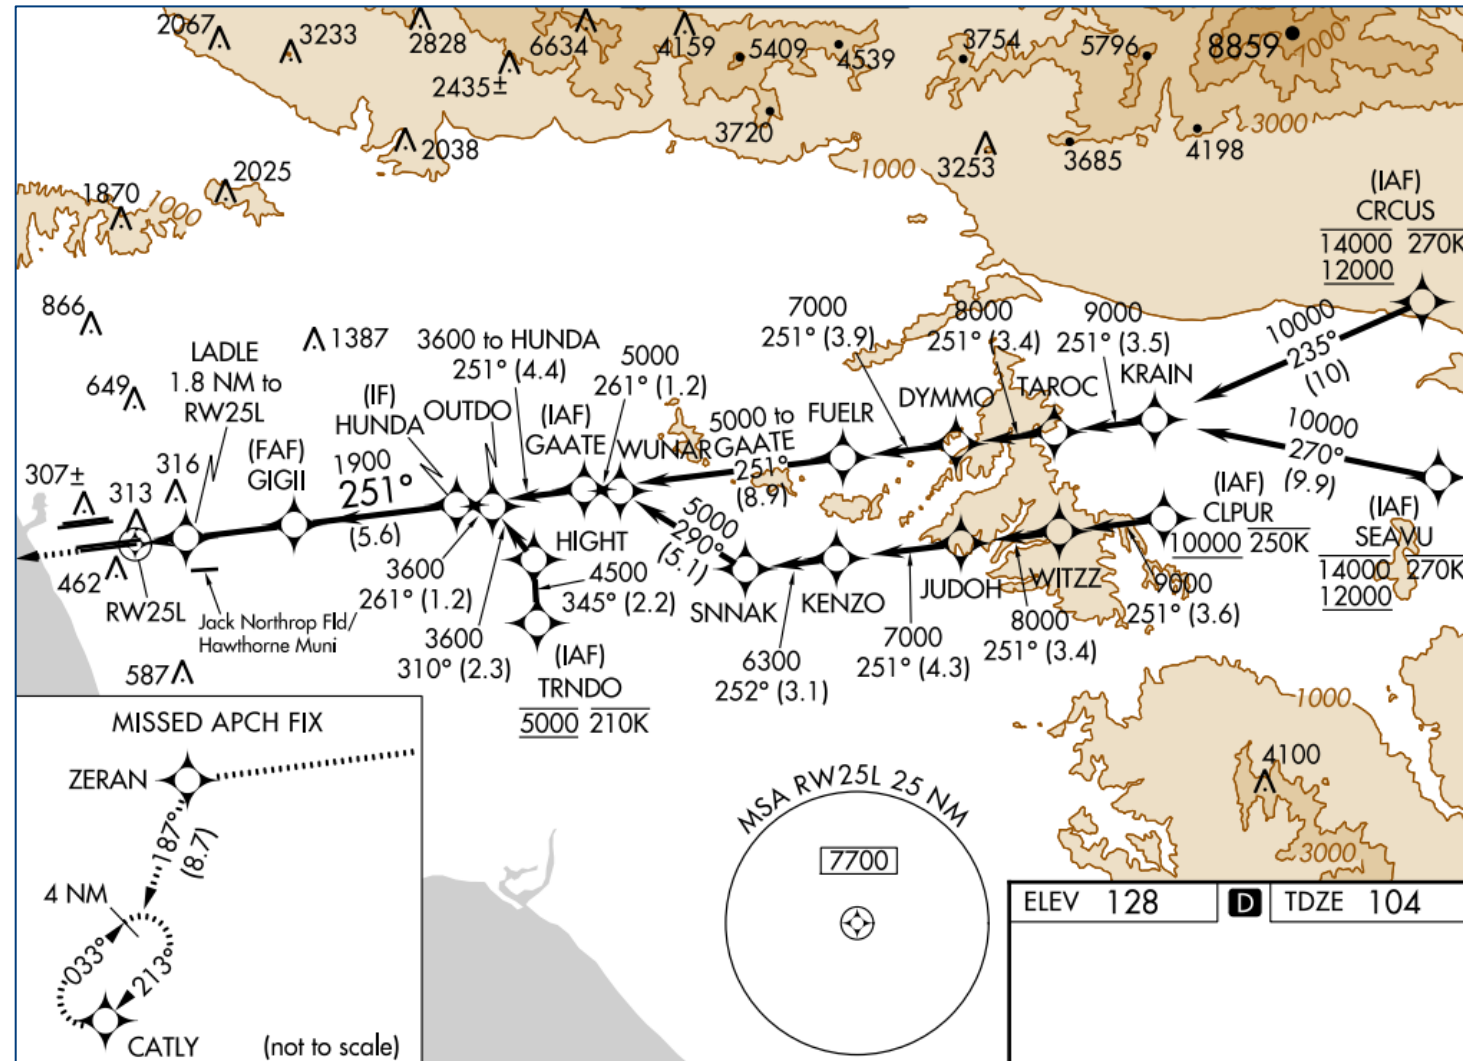 2067
3233
2828
6634
4159
5409
4539
3754
5796
8859
7000
2435±
3720
2038
3253
3685
4198
3000
1000
2025
1870
1000
(IAF)
CRCUS
14000 270K
12000
866
1387
649
LADLE
1.8 NM to
RW25L
3600 to HUNDA
251° (4.4)
5000
261° (1.2)
7000
251° (3.9)
8000
251° (3.4)
9000
251° (3.5)
10000
235°
(10)
(IF)
HUNDA
OUTDO
(IAF)
GAATE
WUNAR
5000 to
GAATE
251°
(8.9)
FUELR
DYMMO
TAROC
KRAIN
10000
270°
(9.9)
307±
313
316
(FAF)
GIGII
1900
251°
(5.6)
462
RW25L
Jack Northrop Fld/
Hawthorne Muni
587
3600
261° (1.2)
3600
310° (2.3)
HIGHT
4500
345° (2.2)
(IAF)
TRNDO
5000 210K
5000
290°
(5.1)
SNNAK
KENZO
JUDOH
WITZZ
6300
252° (3.1)
7000
251° (4.3)
8000
251° (3.4)
9000
251° (3.6)
(IAF)
CLPUR
10000 250K
(IAF)
SEAVU
14000 270K
12000
1000
4100
3000
MISSED APCH FIX
ZERAN
187°
(8.7)
4 NM
033°
213°
CATLY
(not to scale)
MSA RW25L 25 NM
7700
ELEV 128
D
TDZE 104